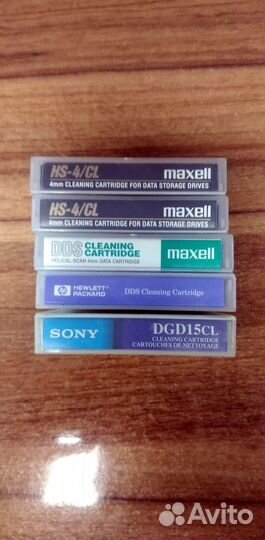 HS-4/CL maxell
4mm CLEANING CARTRIDGE FOR DATA STORAGE DRIVES
HS-4/CL maxell
4mm CLEANING CARTRIDGE FOR DATA STORAGE DRIVES
DDS CLEANING CARTRIDGE maxell
HELICAL-SCAN 4mm DATA CARTRIDGE
hp HEWLETT PACKARD DDS Cleaning Cartridge
SONY DGD15CL
CLEANING CARTRIDGE
CARTOUCHES DE NETTOYAGE
Avito